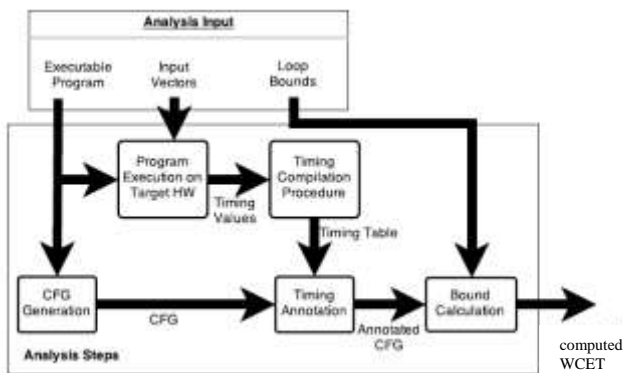 Analysis Input
Executable
Program
Input
Vectors
Loop
Bounds
Program
Execution on
Target HW
Timing
Compilation
Procedure
Timing
Values
Timing Table
CFG
Generation
CFG
Timing
Annotation
Annotated
CFG
Bound
Calculation
computed
WCET
Analysis Steps